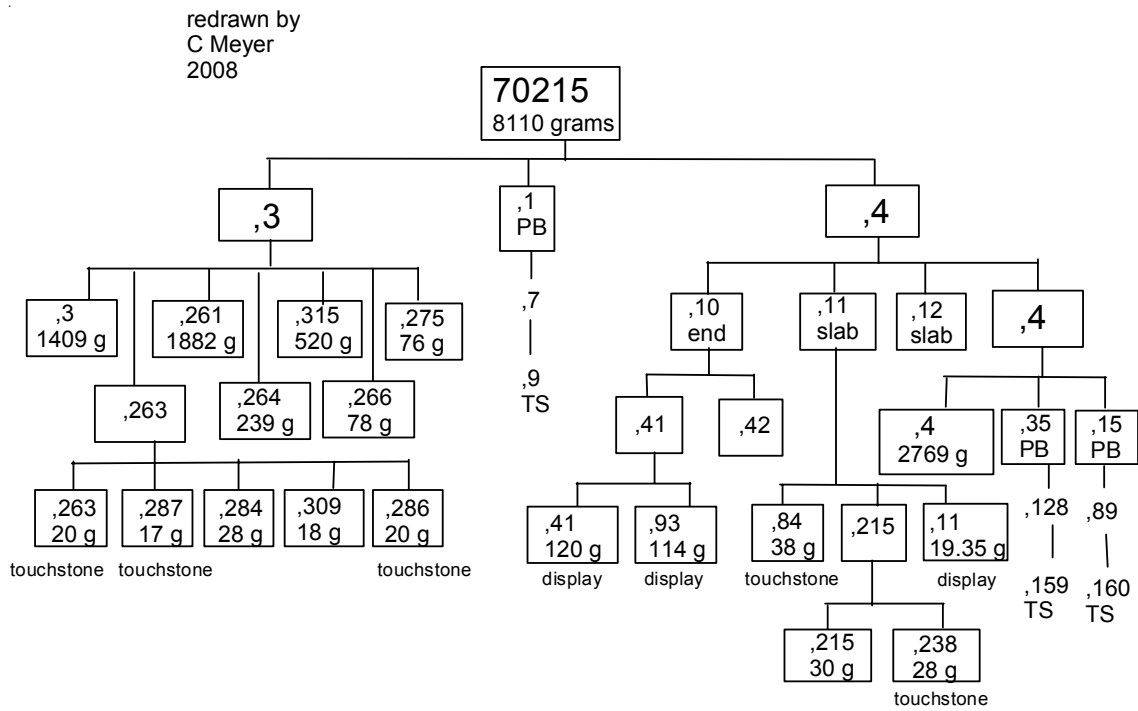 redrawn by
C Meyer
2008
70215
8110 grams
,3
,1
PB
,4
,7
,9
TS
,3
1409 g
,261
1882 g
,315
520 g
,275
76 g
,263
,264
239 g
,266
78 g
,263
20 g
,287
17 g
,284
28 g
,309
18 g
,286
20 g
touchstone
touchstone
touchstone
,10
end
,11
slab
,12
slab
,4
,41
,42
,4
2769 g
,35
PB
,15
PB
,41
120 g
,93
114 g
,84
38 g
,215
,11
19.35 g
,128
,89
display
display
touchstone
display
,159
TS
,160
TS
,215
30 g
,238
28 g
touchstone